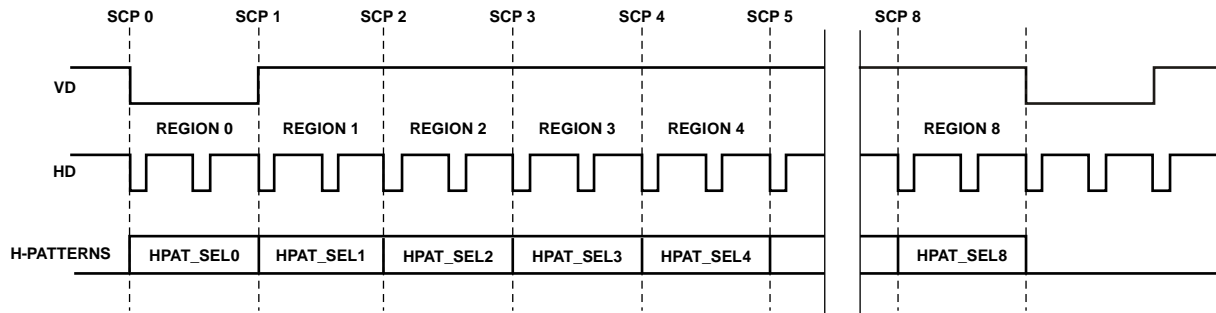 SCP 0 SCP 1 SCP 2 SCP 3 SCP 4 SCP 5 SCP 8
VD
REGION 0 REGION 1 REGION 2 REGION 3 REGION 4 REGION 8
HD
H-PATTERNS HPAT_SEL0 HPAT_SEL1 HPAT_SEL2 HPAT_SEL3 HPAT_SEL4 HPAT_SEL8